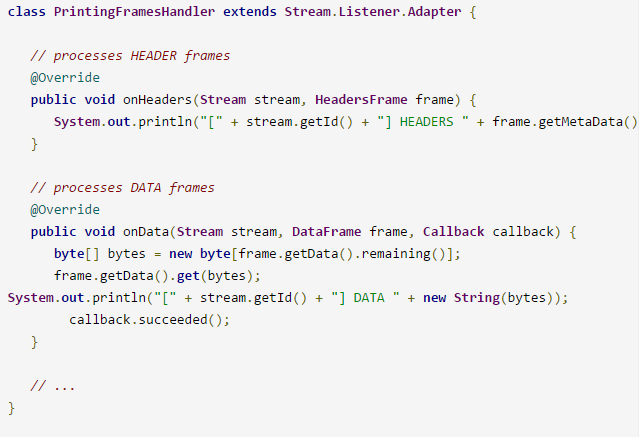 class PrintingFramesHandler extends Stream.Listener.Adapter {

   // processes HEADER frames
   @Override
   public void onHeaders(Stream stream, HeadersFrame frame) {
      System.out.println("[" + stream.getId() + "] HEADERS " + frame.getMetaData()
   }

   // processes DATA frames
   @Override
   public void onData(Stream stream, DataFrame frame, Callback callback) {
      byte[] bytes = new byte[frame.getData().remaining()];
      frame.getData().get(bytes);
System.out.println("[" + stream.getId() + "] DATA " + new String(bytes));
        callback.succeeded();
   }

   // ...
}